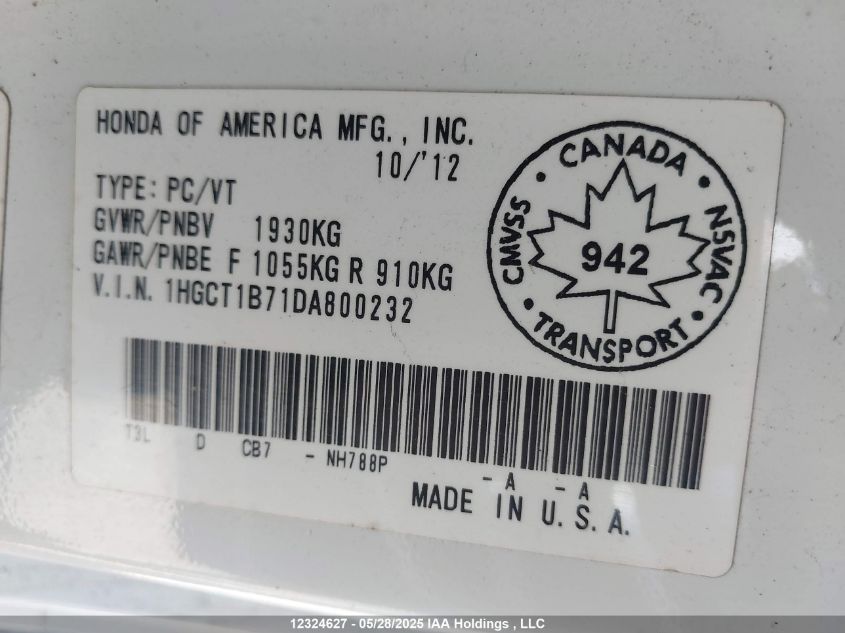 HONDA OF AMERICA MFG., INC.
10/'12
TYPE: PC/VT
GVWR/PNBV 1930KG
GAWR/PNBE F 1055KG R 910KG
V.I.N. 1HGCT1B71DA800232
CANADA
CMVSS
NSVAC
942
TRANSPORT
T3L D CB7 - NH788P - A - A
MADE IN U.S.A.
12324627 - 05/28/2025 IAA Holdings , LLC